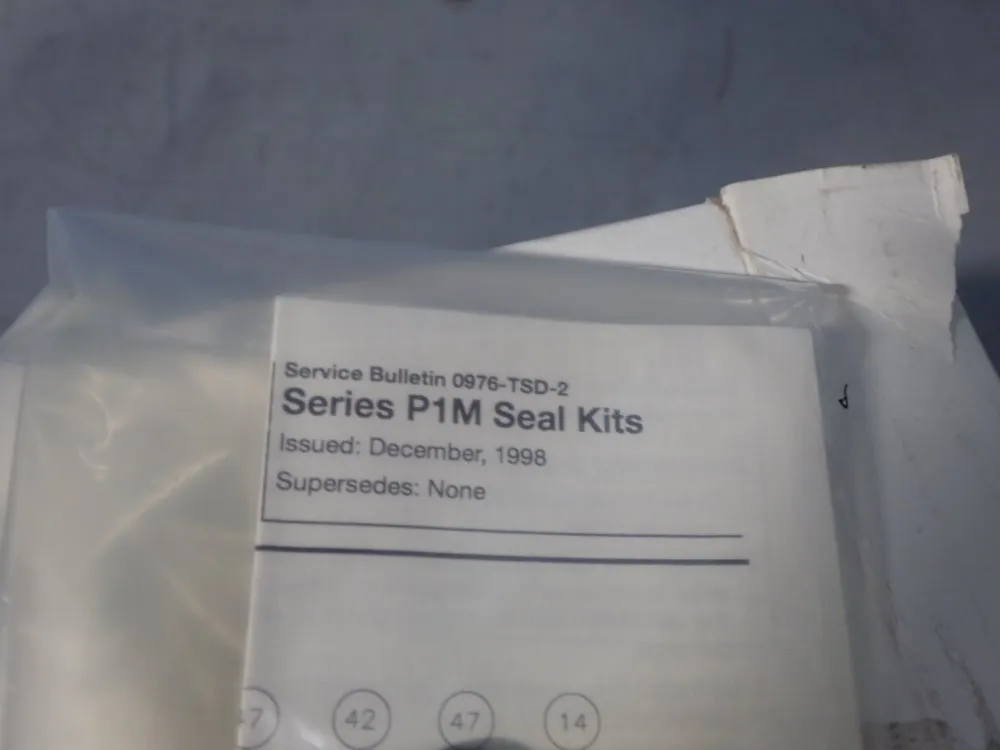 Service Bulletin 0976-TSD-2
Series P1M Seal Kits
Issued: December, 1998
Supersedes: None
42 47 14